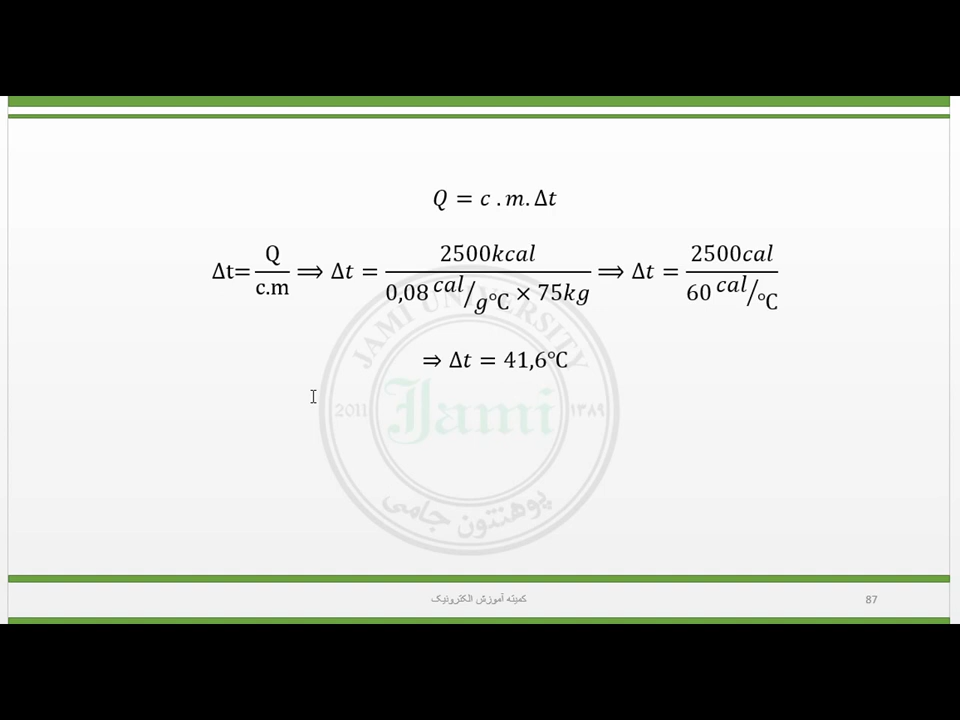 Q = c . m. Δt
Δt= Q/c.m ⟹ Δt = 2500kcal / 0,08 cal/g℃ × 75kg ⟹ Δt = 2500cal / 60 cal/℃
⇒ Δt = 41,6℃
JAMI UNIVERSITY
2011 Jami ۱۳۸۹
پوهنتون جامی
کمیته آموزش الکترونیک 87